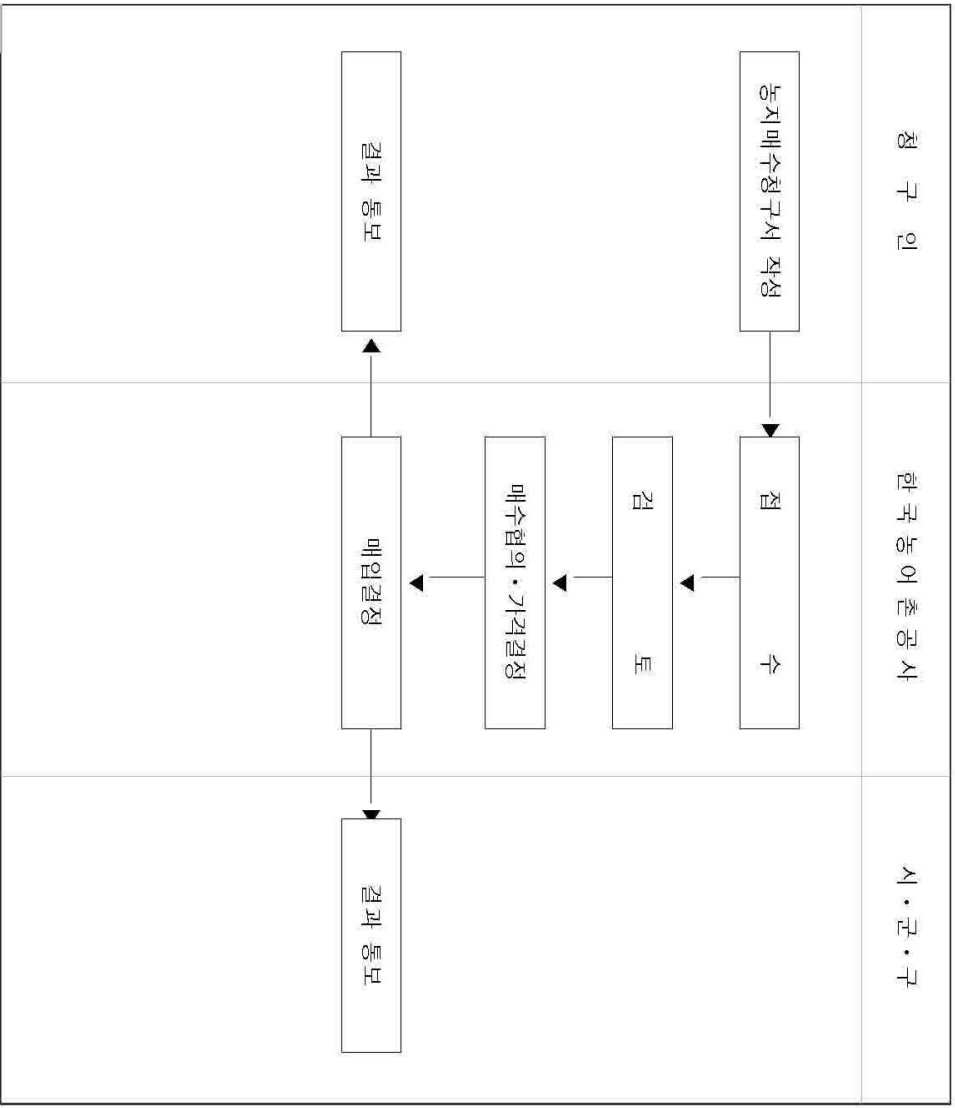 청 구 인
한국농어촌공사
시·군·구
농지매수청구서 작성
접 수
검 토
매수협의·가격결정
매입결정
결과 통보
결과 통보